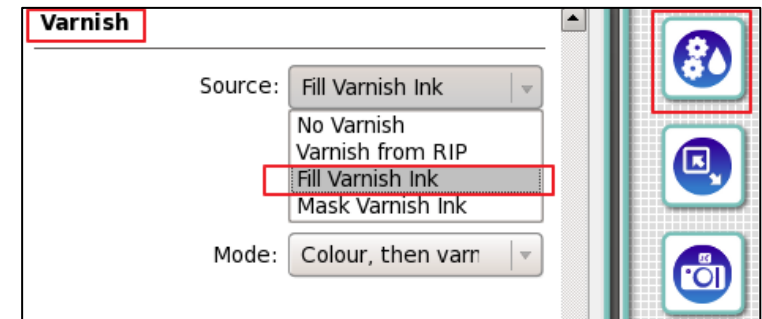 Varnish
Source: Fill Varnish Ink
No Varnish
Varnish from RIP
Fill Varnish Ink
Mask Varnish Ink
Mode: Colour, then varn